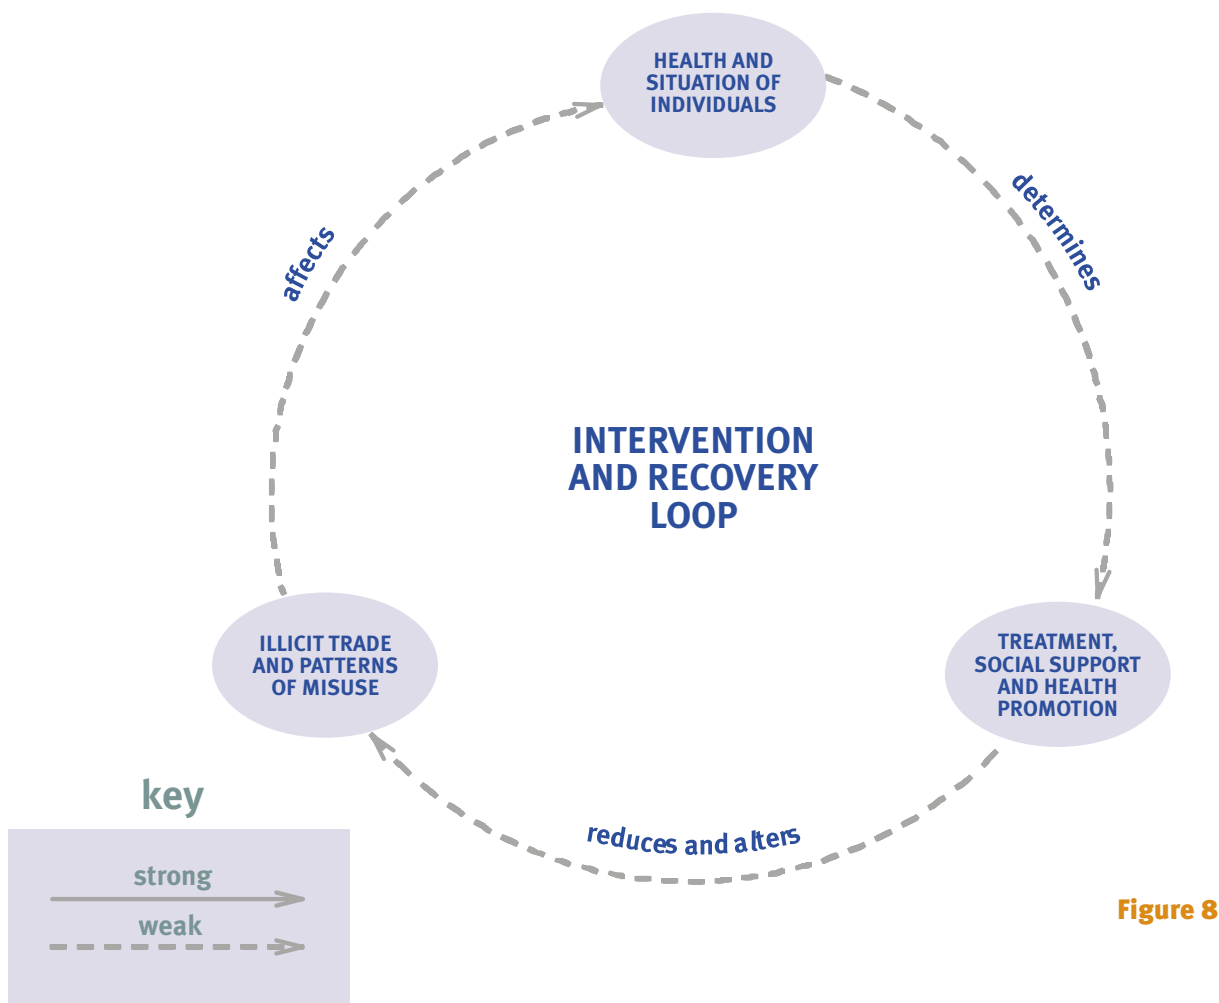 HEALTH AND
SITUATION OF
INDIVIDUALS
determines
affects
INTERVENTION
AND RECOVERY
LOOP
ILLICIT TRADE
AND PATTERNS
OF MISUSE
TREATMENT,
SOCIAL SUPPORT
AND HEALTH
PROMOTION
reduces and alters
key
strong
weak
Figure 8